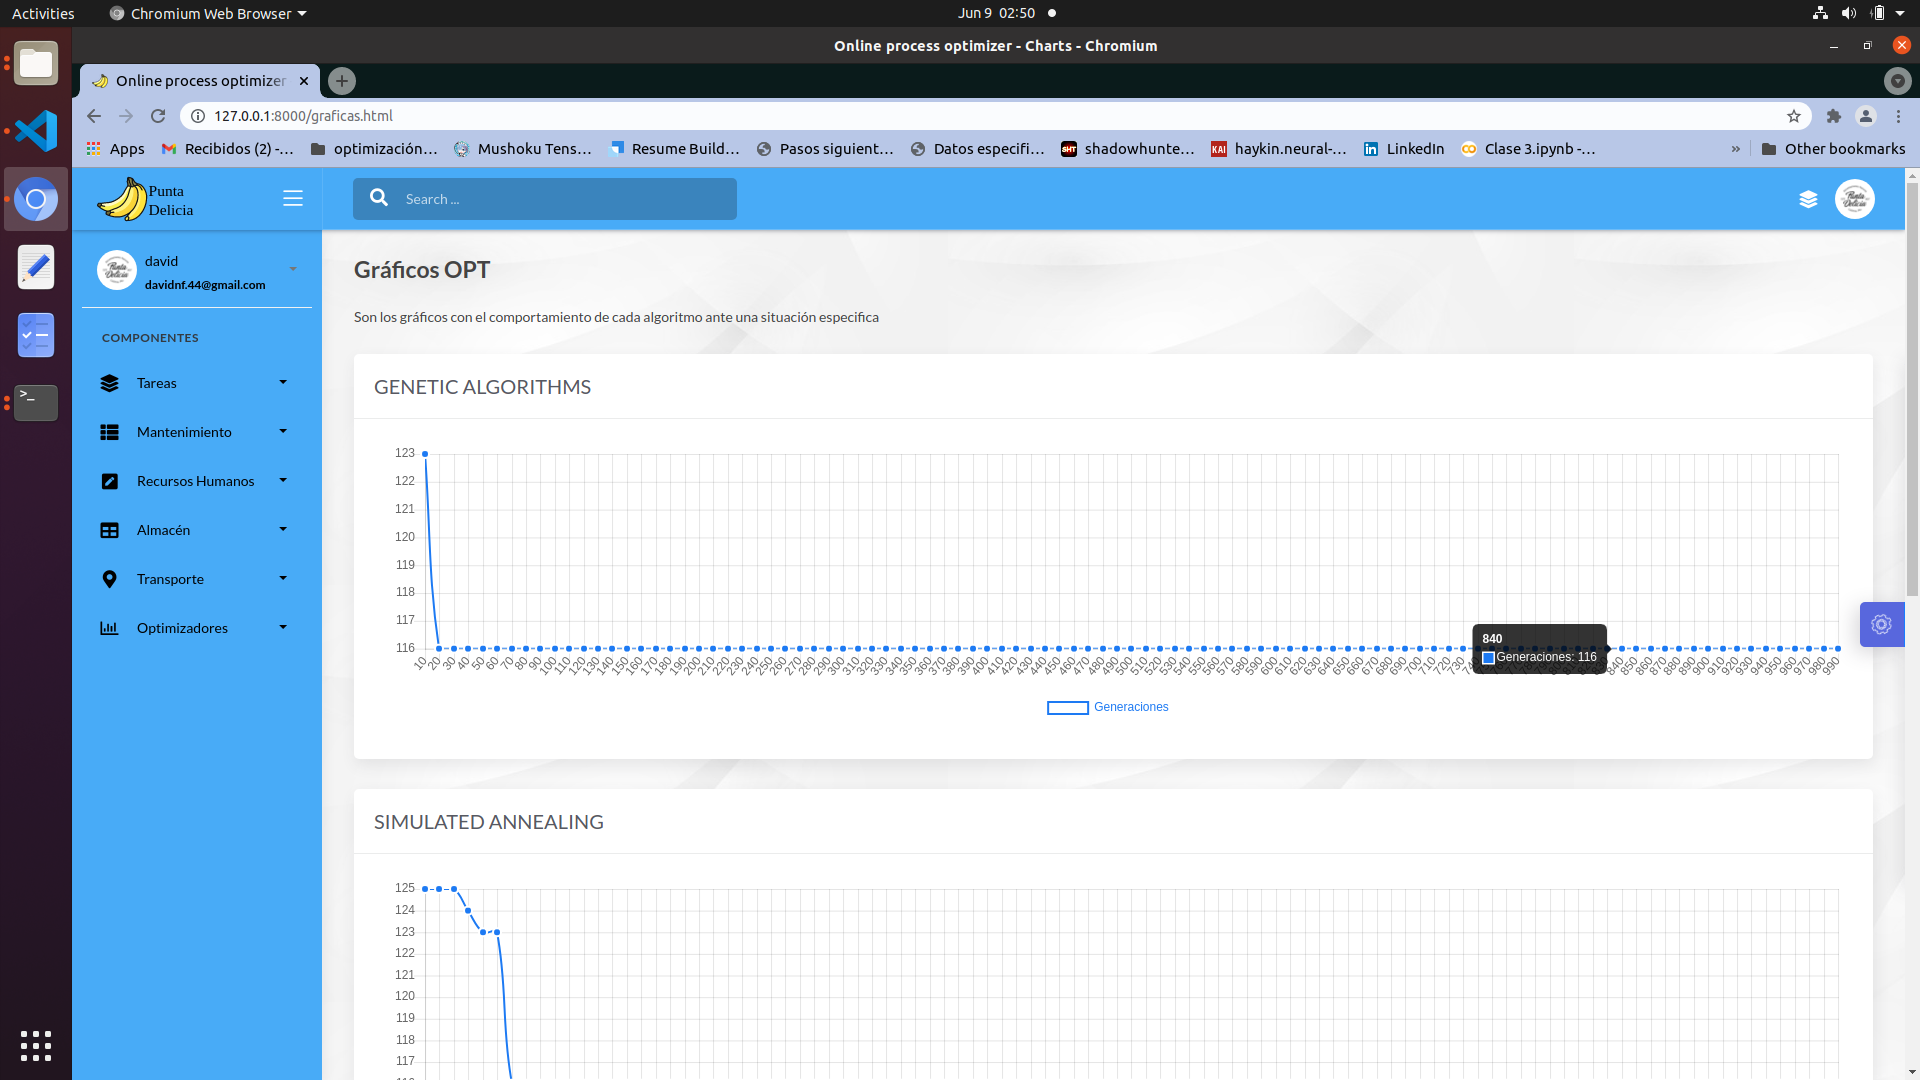 Activities
Chromium Web Browser
Jun 9 02:50
Online process optimizer - Charts - Chromium
Online process optimizer
127.0.0.1:8000/graficas.html
Apps
Recibidos (2) -...
optimización...
Mushoku Tens...
Resume Build...
Pasos siguient...
Datos especifi...
SHT
shadowhunte...
KAI
haykin.neural-...
LinkedIn
Clase 3.ipynb -...
»
Other bookmarks
Punta
Delicia
Search ...
david
davidnf.44@gmail.com
COMPONENTES
Tareas
Mantenimiento
Recursos Humanos
Almacén
Transporte
Optimizadores
Gráficos OPT
Son los gráficos con el comportamiento de cada algoritmo ante una situación especifica
GENETIC ALGORITHMS
123
122
121
120
119
118
117
116
10 20 30 40 50 60 70 80 90 100 110 120 130 140 150 160 170 180 190 200 210 220 230 240 250 260 270 280 290 300 310 320 330 340 350 360 370 380 390 400 410 420 430 440 450 460 470 480 490 500 510 520 530 540 550 560 570 580 590 600 610 620 630 640 650 660 670 680 690 700 710 720 730 840 850 860 870 880 890 900 910 920 930 940 950 960 970 980 990
840
Generaciones: 116
Generaciones
SIMULATED ANNEALING
125
124
123
122
121
120
119
118
117